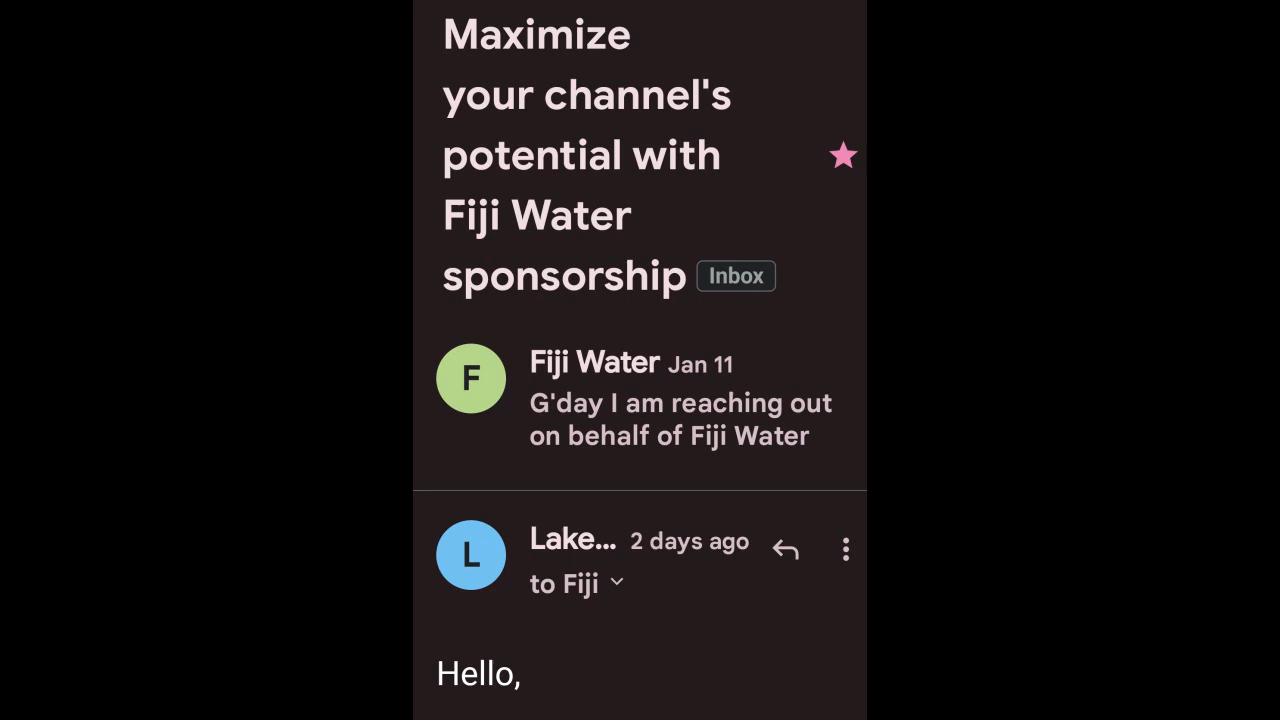 Maximize
your channel's
potential with
Fiji Water
sponsorship Inbox
F
Fiji Water Jan 11
G'day I am reaching out
on behalf of Fiji Water
L
Lake... 2 days ago
to Fiji
Hello,